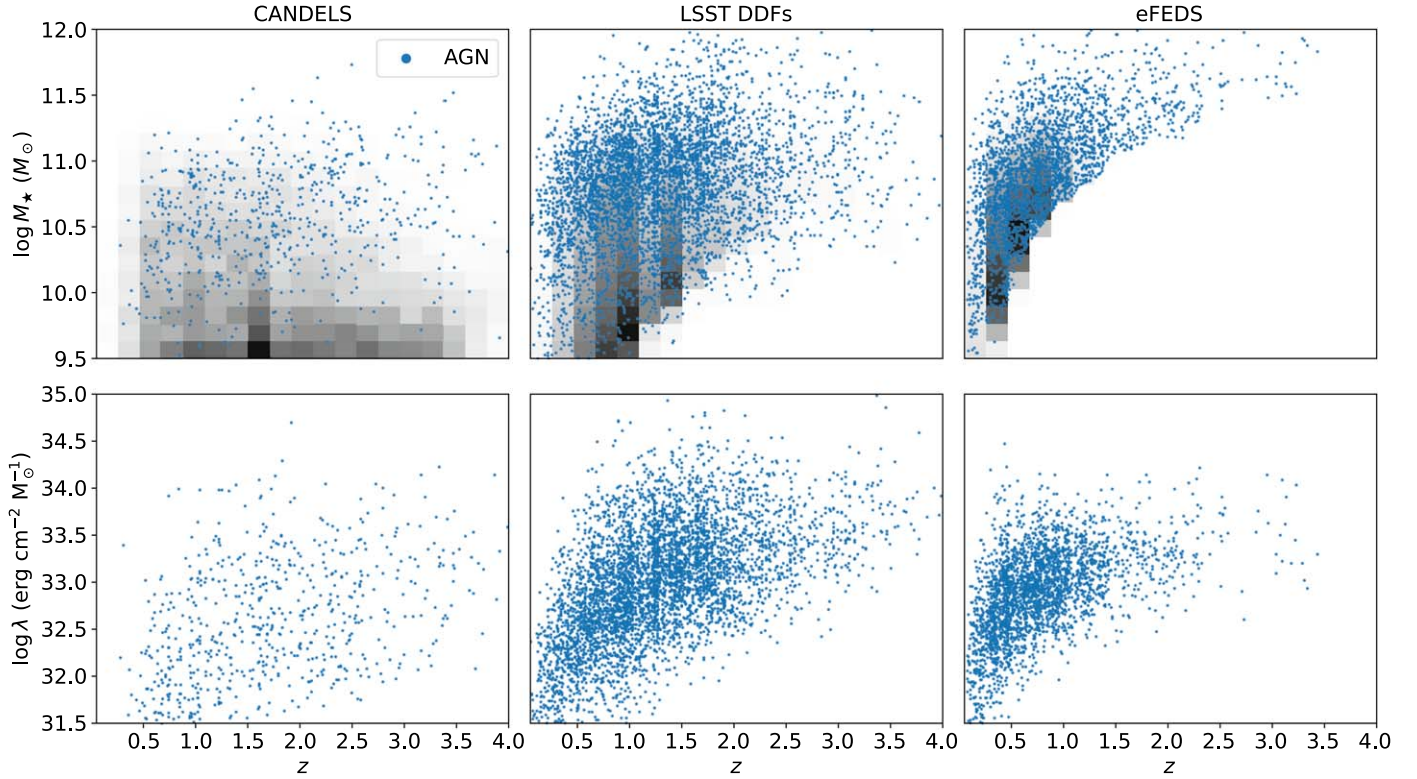 CANDELS LSST DDFs eFEDS
12.0
AGN
11.5
11.0
10.5
10.0
9.5
log M★ (M⊙)
35.0
34.5
34.0
33.5
33.0
32.5
32.0
31.5
log λ (erg cm⁻² M⊙⁻¹)
0.5 1.0 1.5 2.0 2.5 3.0 3.5 4.0 0.5 1.0 1.5 2.0 2.5 3.0 3.5 4.0 0.5 1.0 1.5 2.0 2.5 3.0 3.5 4.0
z z z